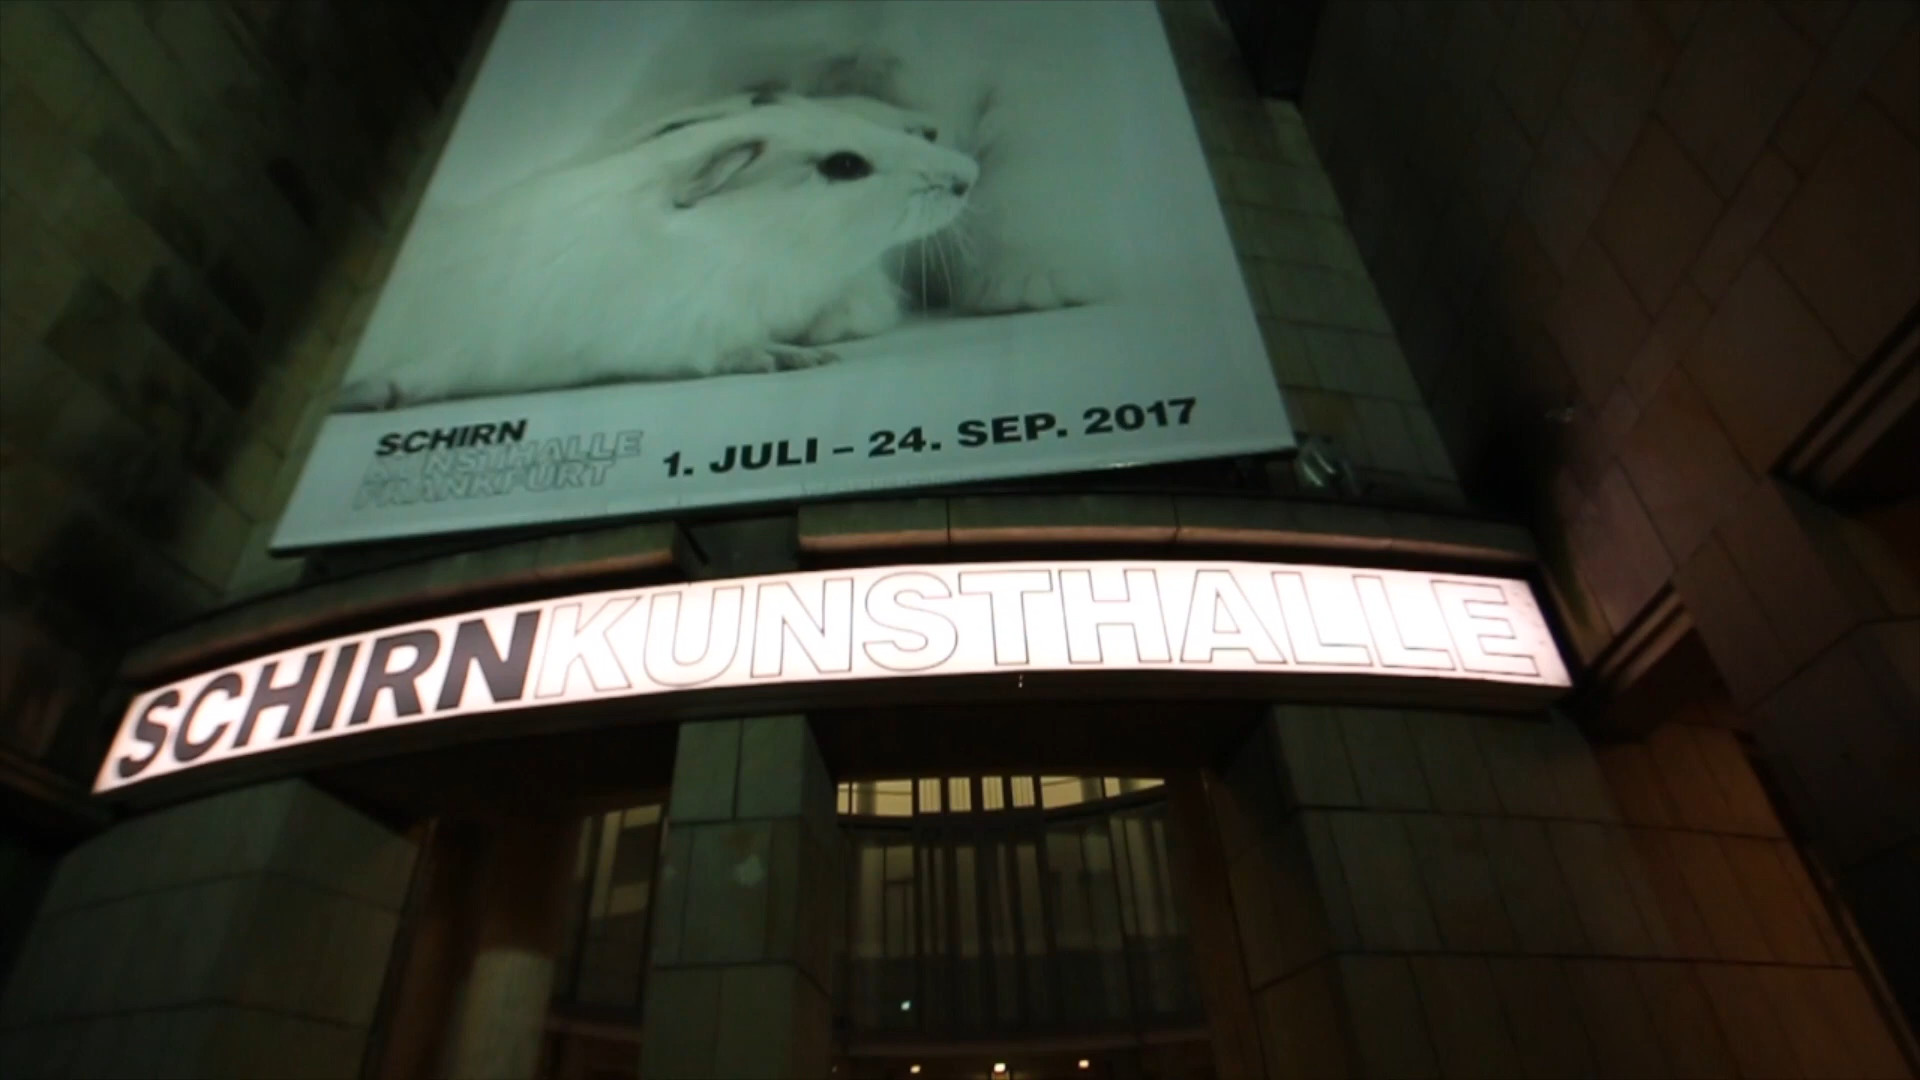 SCHIRN
KUNSTHALLE
FRANKFURT
1. JULI – 24. SEP. 2017
SCHIRNKUNSTHALLE